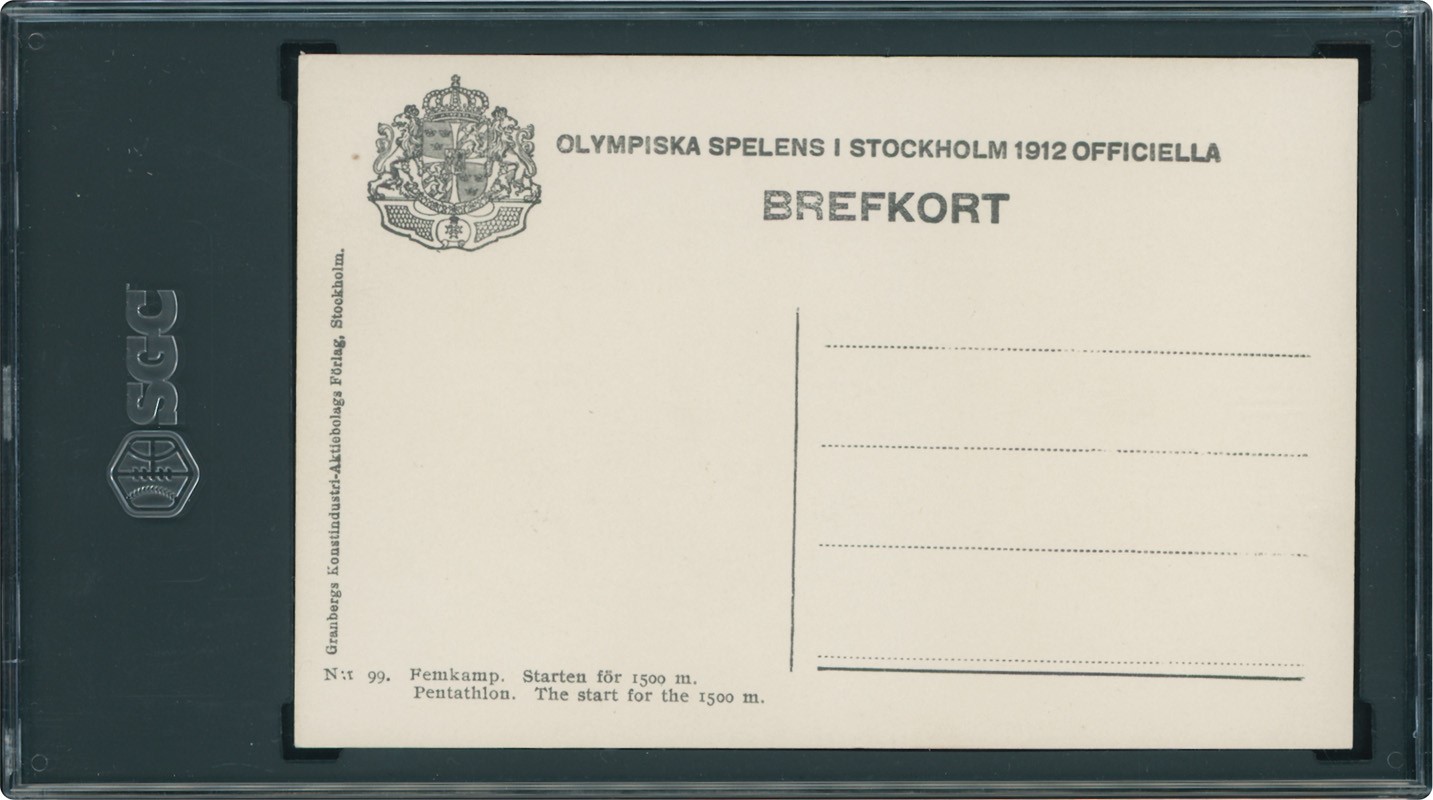 OLYMPISKA SPELENS I STOCKHOLM 1912 OFFICIELLA
BREFKORT
Granbergs Konstindustri-Aktiebolags Förlag, Stockholm.
SGC
N:r 99. Femkamp. Starten för 1500 m.
Pentathlon. The start for the 1500 m.